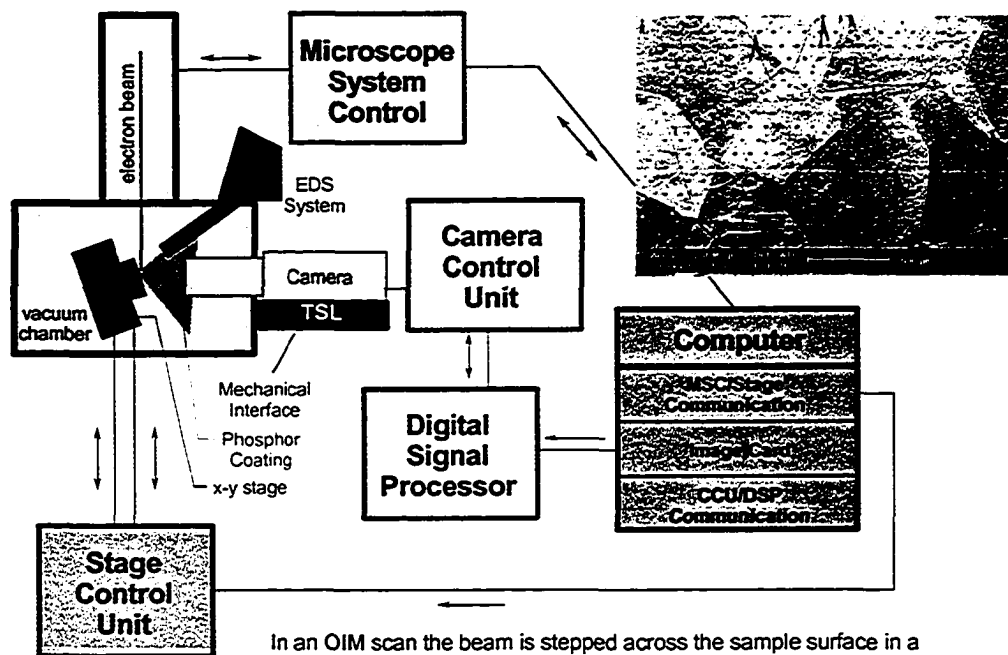 electron beam
Microscope
System
Control
EDS
System
Camera
Control
Unit
Camera
TSL
vacuum
chamber
Mechanical
Interface
Phosphor
Coating
x-y stage
Digital
Signal
Processor
Computer
MSC/Stage
Communication
Image Card
CCU/DSP
Communication
Stage
Control
Unit
In an OIM scan the beam is stepped across the sample surface in a